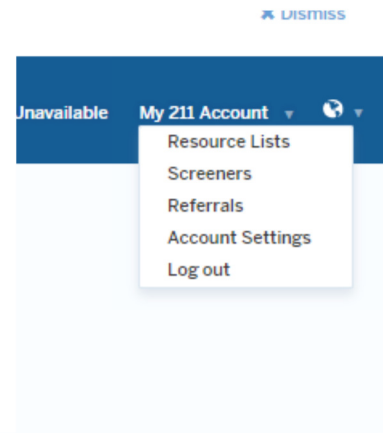 ✖ Dismiss
Unavailable My 211 Account
Resource Lists
Screeners
Referrals
Account Settings
Log out